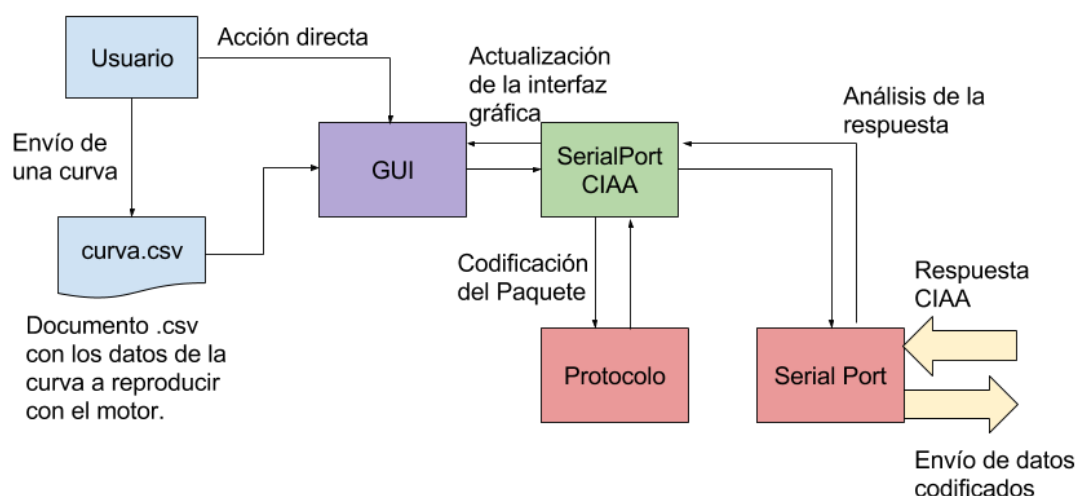 Usuario
Acción directa
Envío de
una curva
curva.csv
Documento .csv
con los datos de la
curva a reproducir
con el motor.
GUI
Actualización
de la interfaz
gráfica
SerialPort
CIAA
Codificación
del Paquete
Protocolo
Análisis de la
respuesta
Serial Port
Respuesta
CIAA
Envío de datos
codificados